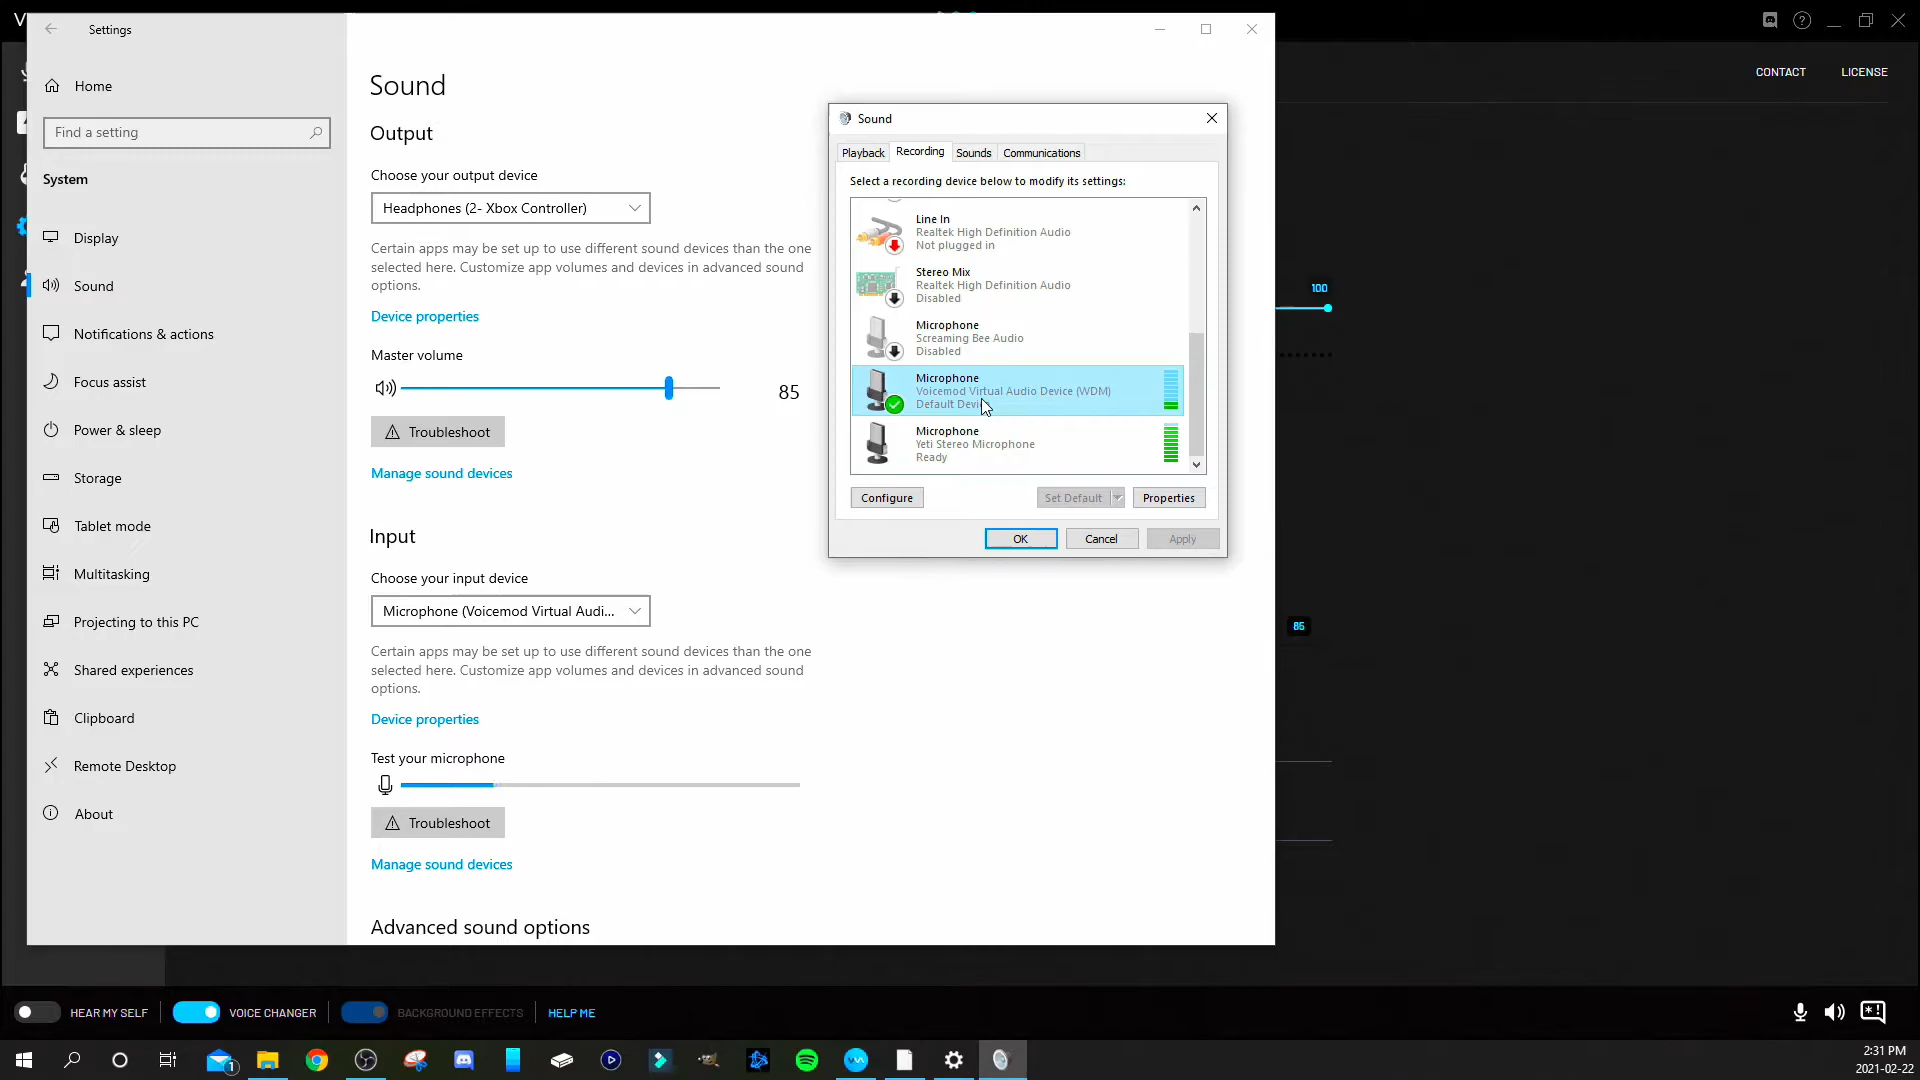 V
Settings
Home
Find a setting
System
Display
Sound
Notifications & actions
Focus assist
Power & sleep
Storage
Tablet mode
Multitasking
Projecting to this PC
Shared experiences
Clipboard
Remote Desktop
About
Sound
Output
Choose your output device
Headphones (2- Xbox Controller)
Certain apps may be set up to use different sound devices than the one
selected here. Customize app volumes and devices in advanced sound
options.
Device properties
Master volume
85
Troubleshoot
Manage sound devices
Input
Choose your input device
Microphone (Voicemod Virtual Audi...
Certain apps may be set up to use different sound devices than the one
selected here. Customize app volumes and devices in advanced sound
options.
Device properties
Test your microphone
Troubleshoot
Manage sound devices
Advanced sound options
Sound
Playback Recording Sounds Communications
Select a recording device below to modify its settings:
Line In
Realtek High Definition Audio
Not plugged in
Stereo Mix
Realtek High Definition Audio
Disabled
Microphone
Screaming Bee Audio
Disabled
Microphone
Voicemod Virtual Audio Device (WDM)
Default
Microphone
Yeti Stereo Microphone
Ready
Configure Set Default Properties
OK Cancel Apply
CONTACT LICENSE
100
85
HEAR MY SELF VOICE CHANGER BACKGROUND EFFECTS HELP ME
1
2:31 PM
2021-02-22